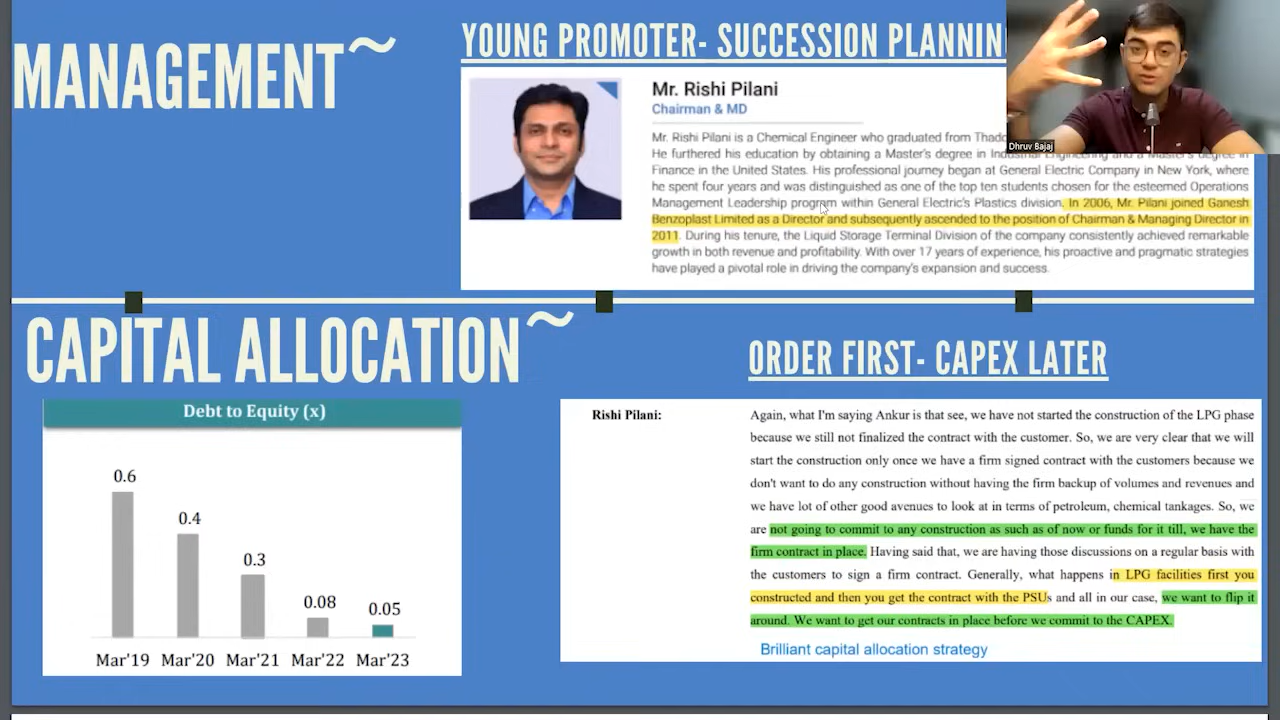 MANAGEMENT~
YOUNG PROMOTER- SUCCESSION PLANNIN
Mr. Rishi Pilani
Chairman & MD
Mr. Rishi Pilani is a Chemical Engineer who graduated from
He furthered his education by obtaining a Master's degree in Industrial Engineering and a Master's degree in
Finance in the United States. His professional journey began at General Electric Company in New York, where
he spent four years and was distinguished as one of the top ten students chosen for the esteemed Operations
Management Leadership program within General Electric's Plastics division. In 2006, Mr. Pilani joined Ganesh
Benzoplast Limited as a Director and subsequently ascended to the position of Chairman & Managing Director in
2011. During his tenure, the Liquid Storage Terminal Division of the company consistently achieved remarkable
growth in both revenue and profitability. With over 17 years of experience, his proactive and pragmatic strategies
have played a pivotal role in driving the company's expansion and success.
Dhruv Bajaj
CAPITAL ALLOCATION~
Debt to Equity (x)
0.6
0.4
0.3
0.08
0.05
Mar'19 Mar'20 Mar'21 Mar'22 Mar'23
ORDER FIRST- CAPEX LATER
Rishi Pilani: Again, what I'm saying Ankur is that see, we have not started the construction of the LPG phase
because we still not finalized the contract with the customer. So, we are very clear that we will
start the construction only once we have a firm signed contract with the customers because we
don't want to do any construction without having the firm backup of volumes and revenues and
we have lot of other good avenues to look at in terms of petroleum, chemical tankages. So, we
are not going to commit to any construction as such as of now or funds for it till, we have the
firm contract in place. Having said that, we are having those discussions on a regular basis with
the customers to sign a firm contract. Generally, what happens in LPG facilities first you
constructed and then you get the contract with the PSUs and all in our case, we want to flip it
around. We want to get our contracts in place before we commit to the CAPEX.
Brilliant capital allocation strategy